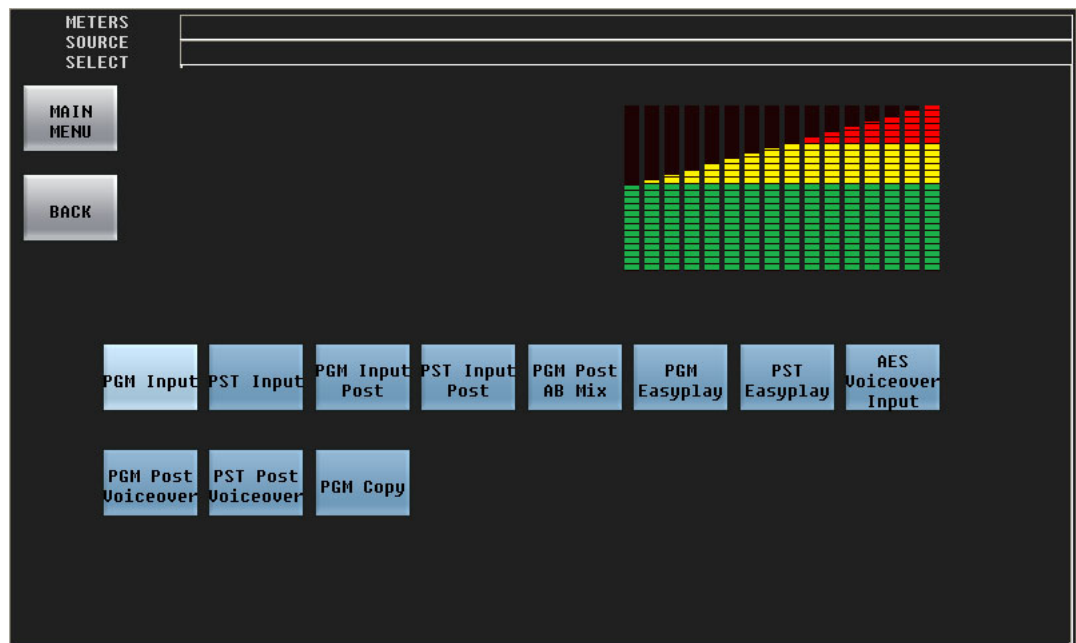 METERS
SOURCE
SELECT
MAIN
MENU
BACK
PGM Input
PST Input
PGM Input
Post
PST Input
Post
PGM Post
AB Mix
PGM
Easyplay
PST
Easyplay
AES
Voiceover
Input
PGM Post
Voiceover
PST Post
Voiceover
PGM Copy